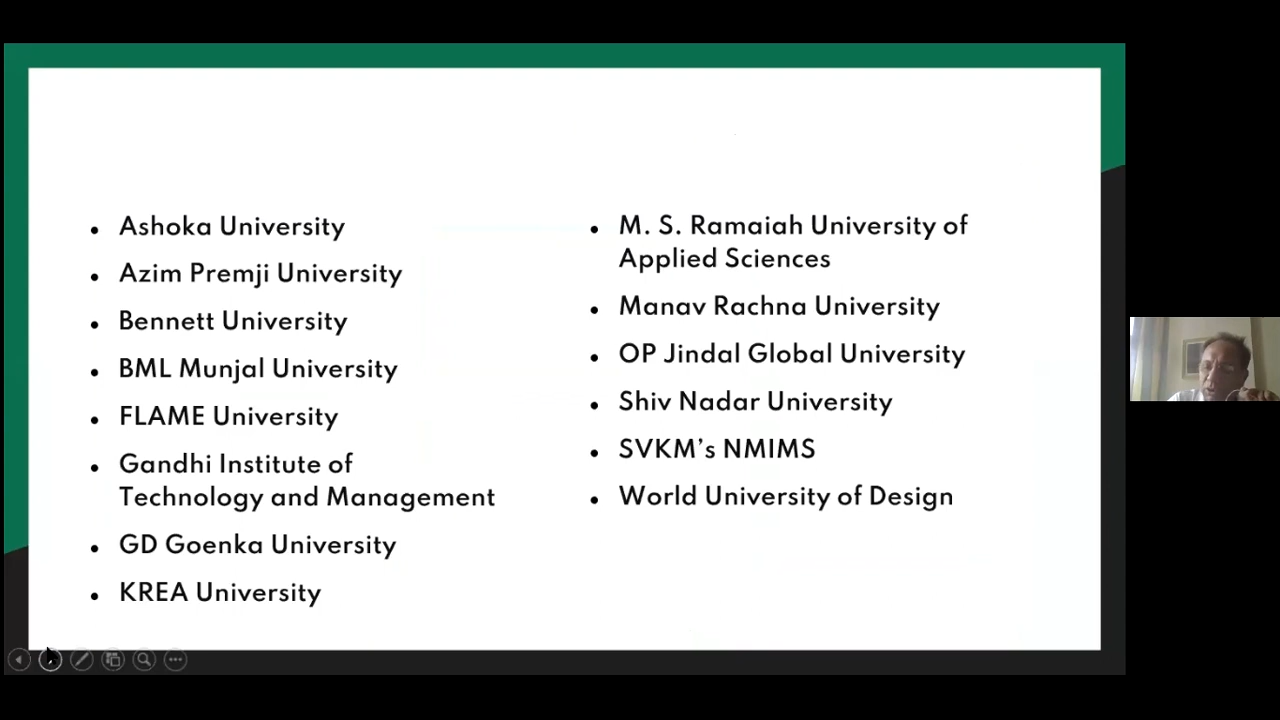 Ashoka University
Azim Premji University
Bennett University
BML Munjal University
FLAME University
Gandhi Institute of
Technology and Management
GD Goenka University
KREA University
M. S. Ramaiah University of
Applied Sciences
Manav Rachna University
OP Jindal Global University
Shiv Nadar University
SVKM’s NMIMS
World University of Design